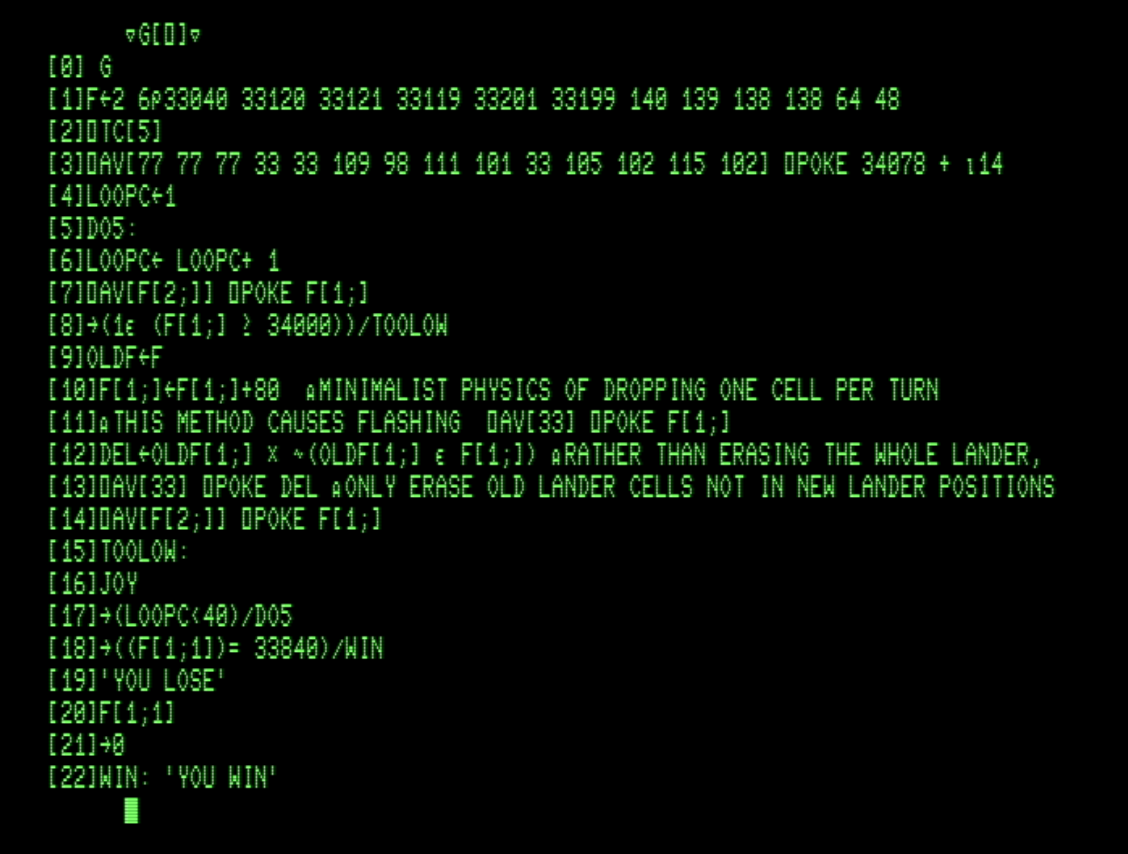 ∇G[⎕]∇
[0] G
[1]F←2 6⍴33040 33120 33121 33119 33201 33199 140 139 138 138 64 48
[2]⎕TC[5]
[3]⎕AV[77 77 77 33 33 109 98 111 101 33 105 102 115 102] ⎕POKE 34078 + ⍳14
[4]LOOPC←1
[5]DO5:
[6]LOOPC← LOOPC+ 1
[7]⎕AV[F[2;]] ⎕POKE F[1;]
[8]→(1∊ (F[1;] ≥ 34000))/TOOLOW
[9]OLDF←F
[10]F[1;]←F[1;]+80  ⍝MINIMALIST PHYSICS OF DROPPING ONE CELL PER TURN
[11]⍝THIS METHOD CAUSES FLASHING  ⎕AV[33] ⎕POKE F[1;]
[12]DEL←OLDF[1;] × ~(OLDF[1;] ∊ F[1;]) ⍝RATHER THAN ERASING THE WHOLE LANDER,
[13]⎕AV[33] ⎕POKE DEL ⍝ONLY ERASE OLD LANDER CELLS NOT IN NEW LANDER POSITIONS
[14]⎕AV[F[2;]] ⎕POKE F[1;]
[15]TOOLOW:
[16]JOY
[17]→(LOOPC<40)/DO5
[18]→((F[1;1])= 33840)/WIN
[19]'YOU LOSE'
[20]F[1;1]
[21]→0
[22]WIN: 'YOU WIN'